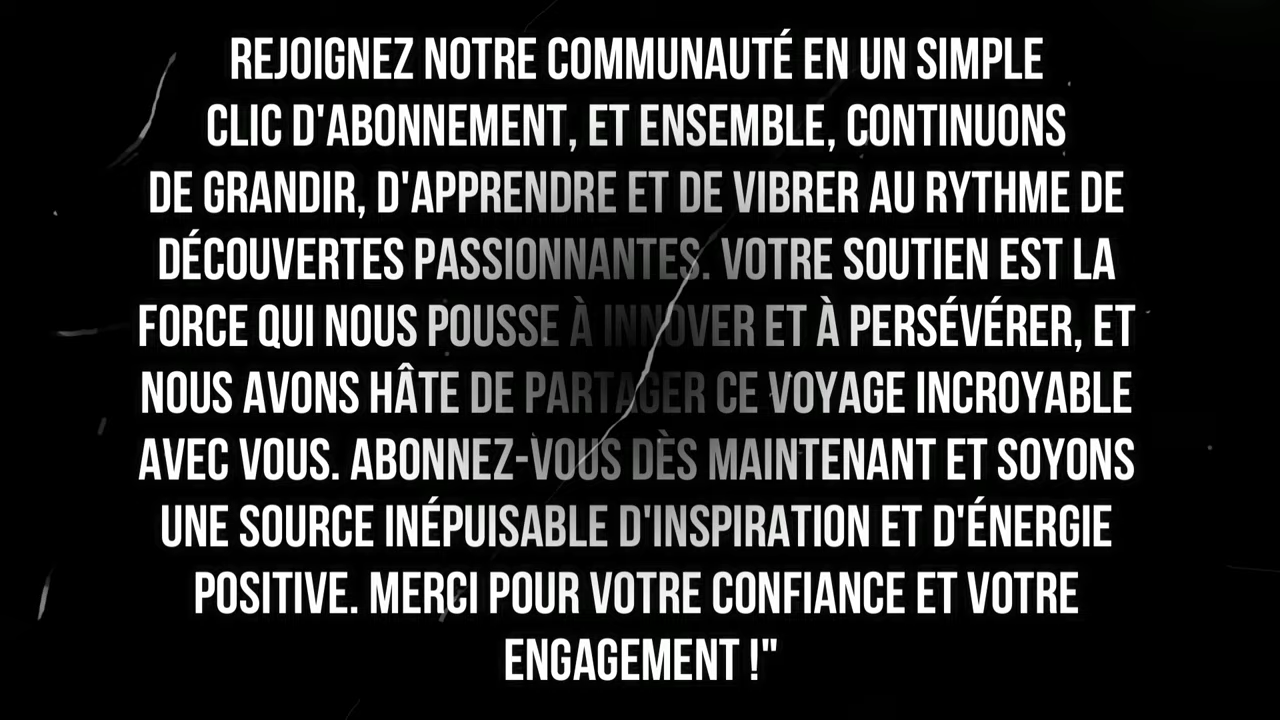 REJOIGNEZ NOTRE COMMUNAUTÉ EN UN SIMPLE
CLIC D'ABONNEMENT, ET ENSEMBLE, CONTINUONS
DE GRANDIR, D'APPRENDRE ET DE VIBRER AU RYTHME DE
DÉCOUVERTES PASSIONNANTES. VOTRE SOUTIEN EST LA
FORCE QUI NOUS POUSSE À INNOVER ET À PERSÉVÉRER, ET
NOUS AVONS HÂTE DE PARTAGER CE VOYAGE INCROYABLE
AVEC VOUS. ABONNEZ-VOUS DÈS MAINTENANT ET SOYONS
UNE SOURCE INÉPUISABLE D'INSPIRATION ET D'ÉNERGIE
POSITIVE. MERCI POUR VOTRE CONFIANCE ET VOTRE
ENGAGEMENT !"